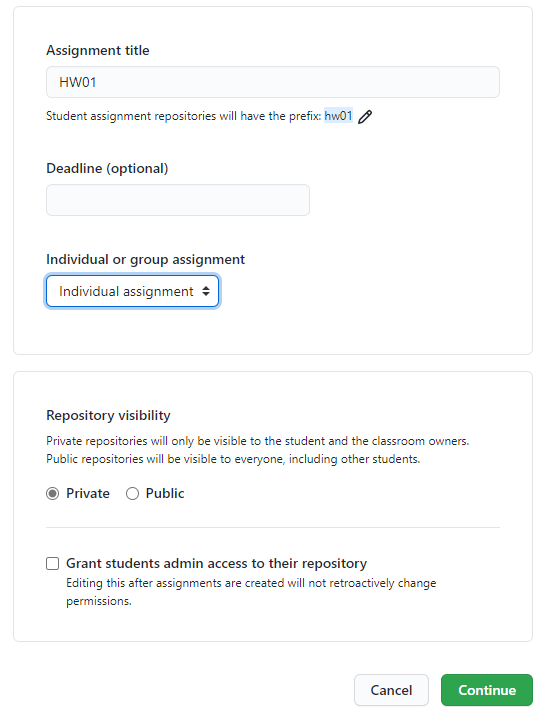 Assignment title
HW01
Student assignment repositories will have the prefix: hw01
Deadline (optional)
Individual or group assignment
Individual assignment
Repository visibility
Private repositories will only be visible to the student and the classroom owners.
Public repositories will be visible to everyone, including other students.
Private Public
Grant students admin access to their repository
Editing this after assignments are created will not retroactively change
permissions.
Cancel Continue